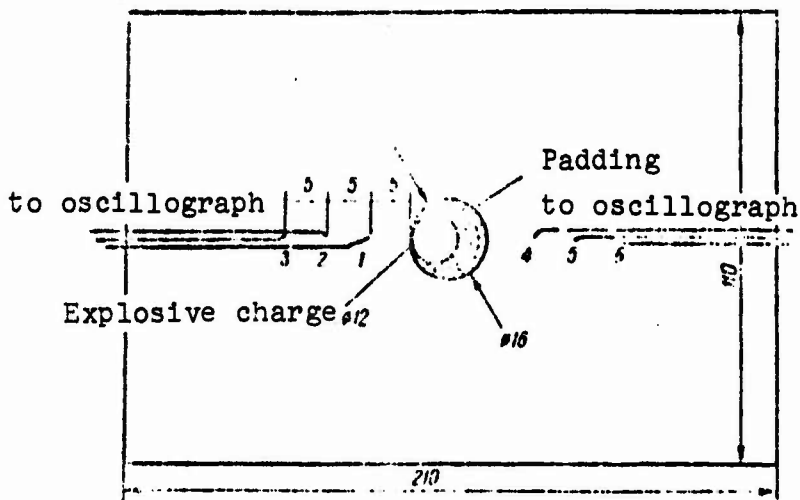 5 5 5
Padding
to oscillograph
to oscillograph
3 2 1
4 5 6
Explosive charge ø12
ø16
210